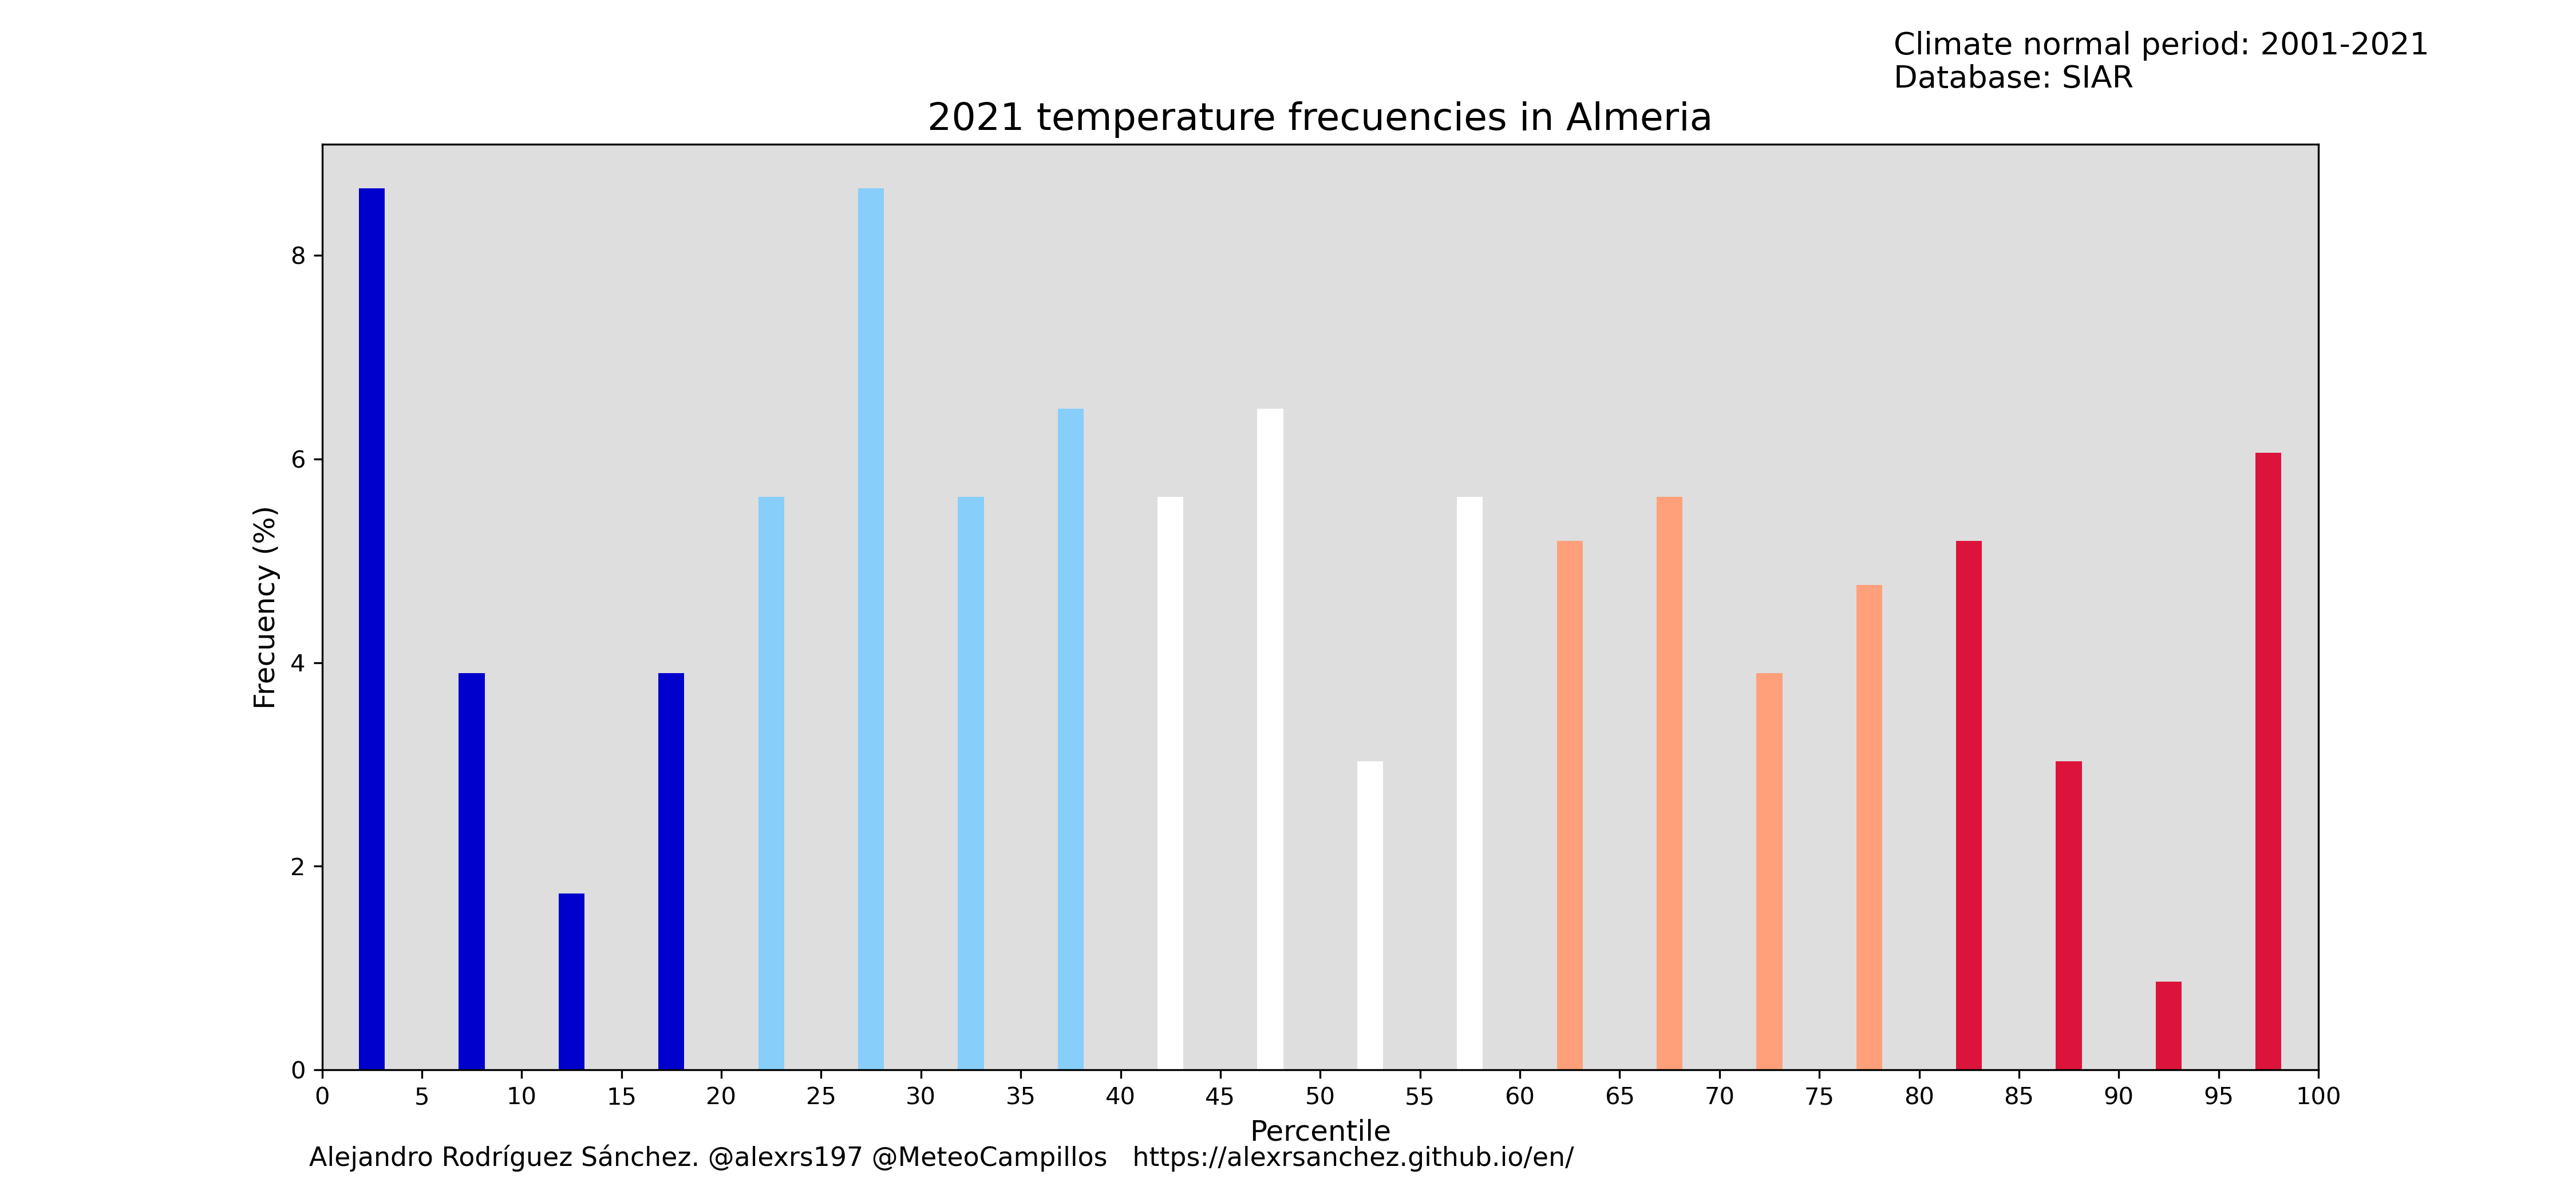 Climate normal period: 2001-2021
Database: SIAR
2021 temperature frecuencies in Almeria
Frecuency (%)
8
6
4
2
0
0 5 10 15 20 25 30 35 40 45 50 55 60 65 70 75 80 85 90 95 100
Percentile
Alejandro Rodríguez Sánchez. @alexrs197 @MeteoCampillos https://alexrsanchez.github.io/en/